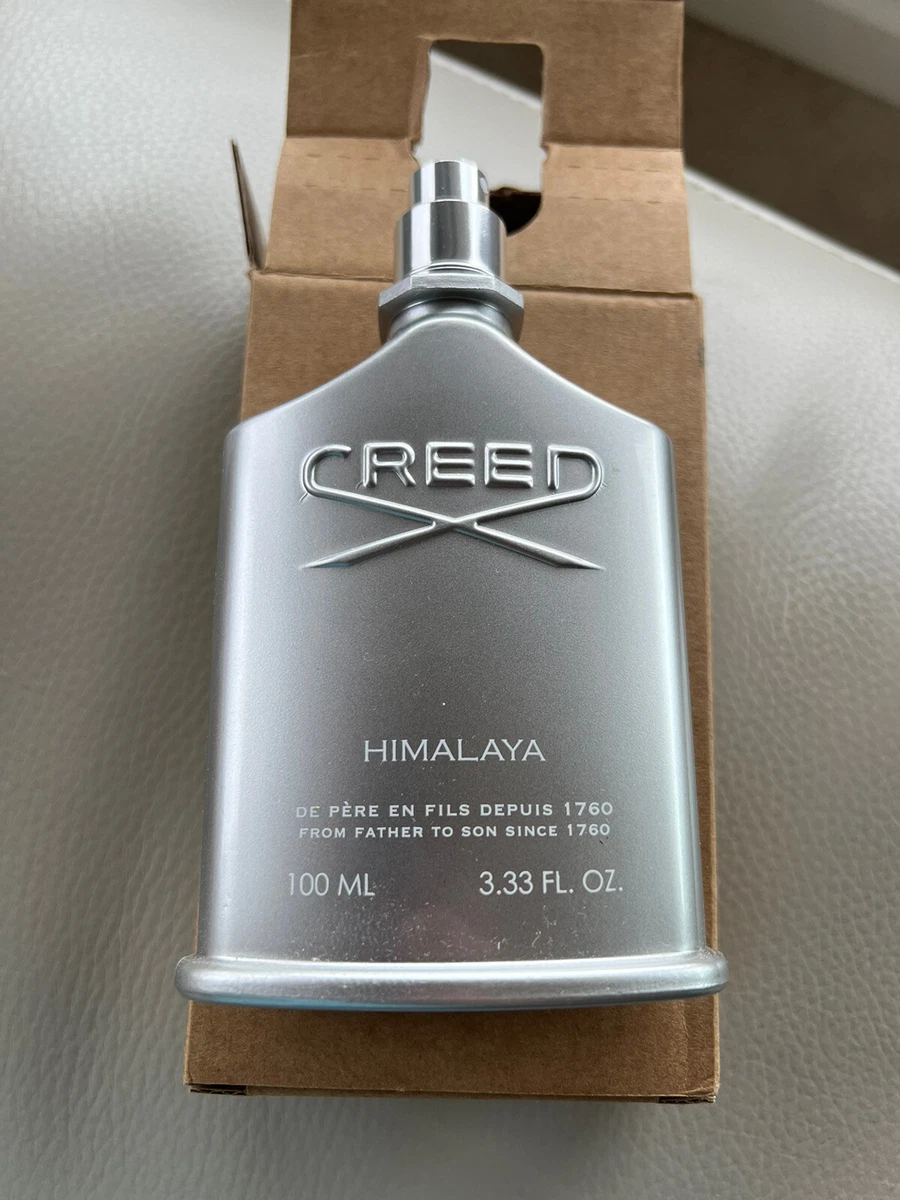 CREED
HIMALAYA
DE PÈRE EN FILS DEPUIS 1760
FROM FATHER TO SON SINCE 1760
100 ML 3.33 FL. OZ.